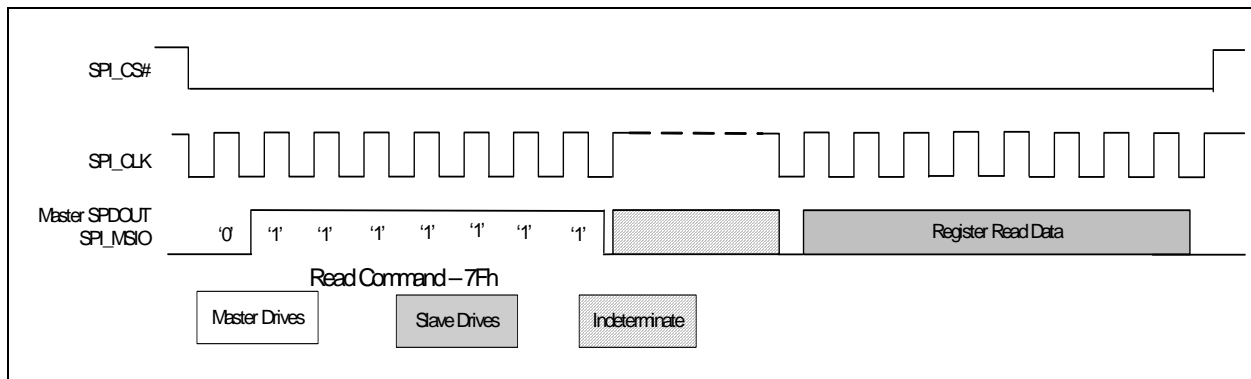 SPI_CS#
SPI_CLK
Master SPDOUT
SPI_MSIO
‘0’ ‘1’ ‘1’ ‘1’ ‘1’ ‘1’ ‘1’ ‘1’
Register Read Data
Read Command – 7Fh
Master Drives
Slave Drives
Indeterminate